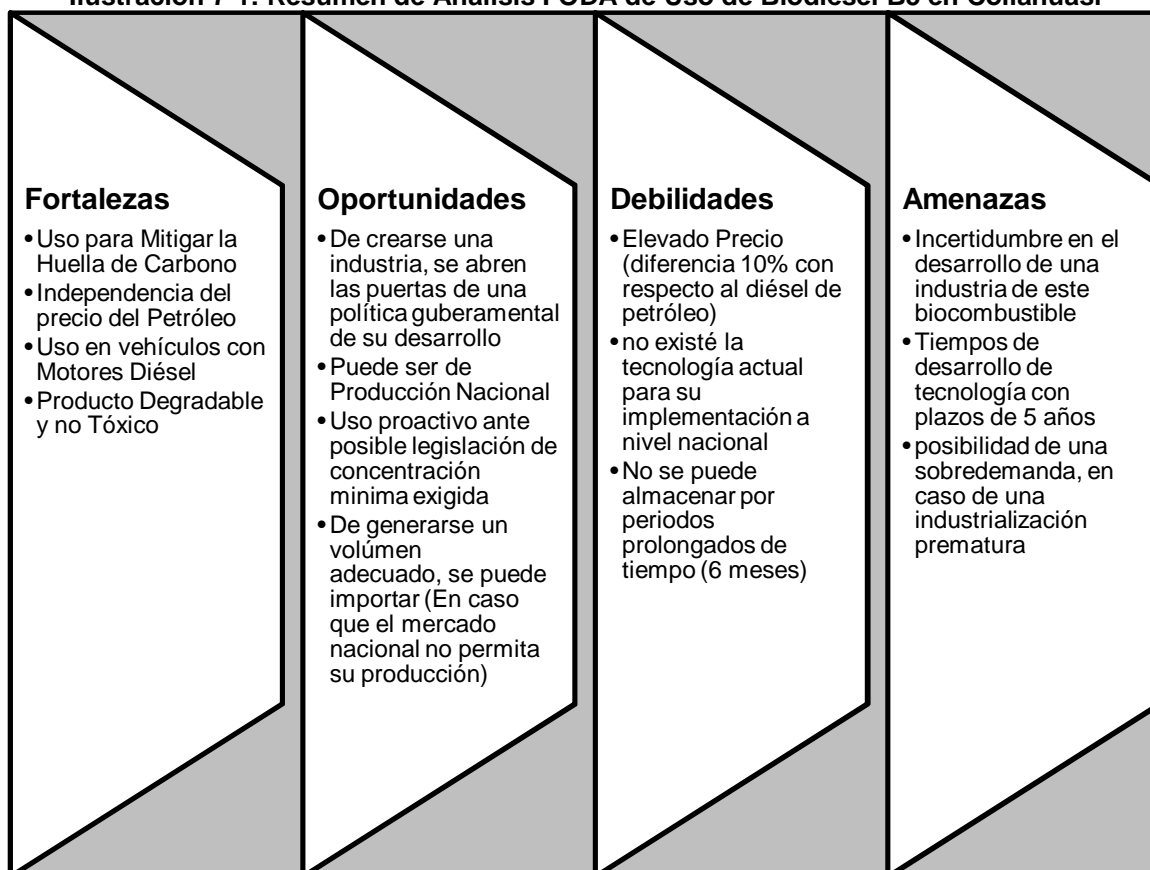 Ilustración 7-1: Resumen de Análisis FODA de Uso de Biodiésel en Collahuasi
Fortalezas
•Uso para Mitigar la
Huella de Carbono
•Independencia del
precio del Petróleo
•Uso en vehículos con
Motores Diésel
•Producto Degradable
y no Tóxico
Oportunidades
•De crearse una
industria, se abren
las puertas de una
política guberamental
de su desarrollo
•Puede ser de
Producción Nacional
•Uso proactivo ante
posible legislación de
concentración
minima exigida
•De generarse un
volúmen
adecuado, se puede
importar (En caso
que el mercado
nacional no permita
su producción)
Debilidades
•Elevado Precio
(diferencia 10% con
respecto al diésel de
petróleo)
•no existé la
tecnología actual
para su
implementación a
nivel nacional
•No se puede
almacenar por
periodos
prolongados de
tiempo (6 meses)
Amenazas
•Incertidumbre en el
desarrollo de una
industria de este
biocombustible
•Tiempos de
desarrollo de
tecnología con
plazos de 5 años
•posibilidad de una
sobredemanda, en
caso de una
industrialización
prematura